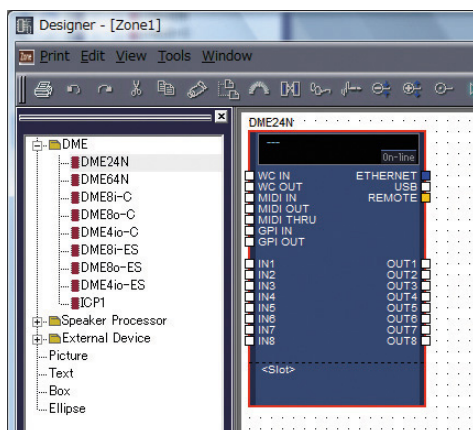 Designer - [Zone1]
Print Edit View Tools Window
DME
DME24N
DME64N
DME8i-C
DME8o-C
DME4io-C
DME8i-ES
DME8o-ES
DME4io-ES
ICP1
Speaker Processor
External Device
Picture
Text
Box
Ellipse
DME24N
---
On-line
WC IN ETHERNET
WC OUT USB
MIDI IN REMOTE
MIDI OUT
MIDI THRU
GPI IN
GPI OUT
IN1 OUT1
IN2 OUT2
IN3 OUT3
IN4 OUT4
IN5 OUT5
IN6 OUT6
IN7 OUT7
IN8 OUT8
<Slot>